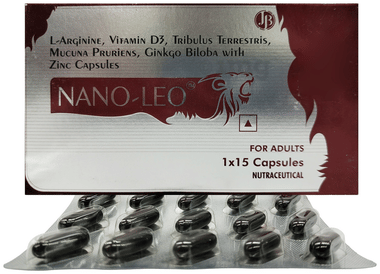 JB
L-Arginine, Vitamin D3, Tribulus Terrestris,
Mucuna Pruriens, Ginkgo Biloba with
Zinc Capsules
NANO-LEO
FOR ADULTS
1x15 Capsules
NUTRACEUTICAL